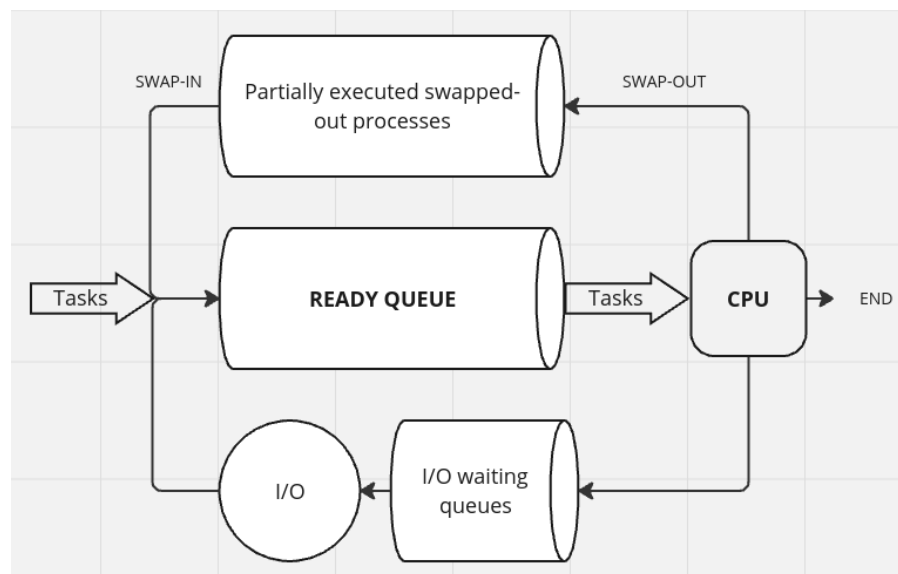 SWAP-IN
Partially executed swapped-
out processes
SWAP-OUT
Tasks
READY QUEUE
Tasks
CPU
END
I/O
I/O waiting
queues